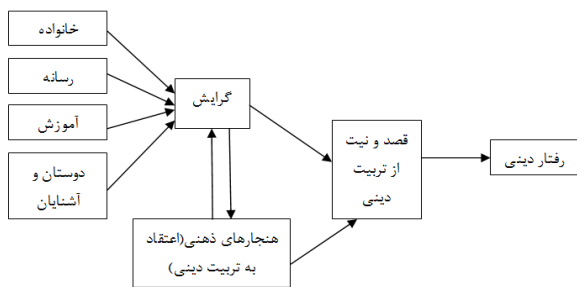 خانواده
رسانه
آموزش
دوستان و
آشنایان
گرایش
هنجارهای ذهنی(اعتقاد
به تربیت دینی)
قصد و نیت
از تربیت
دینی
رفتار دینی